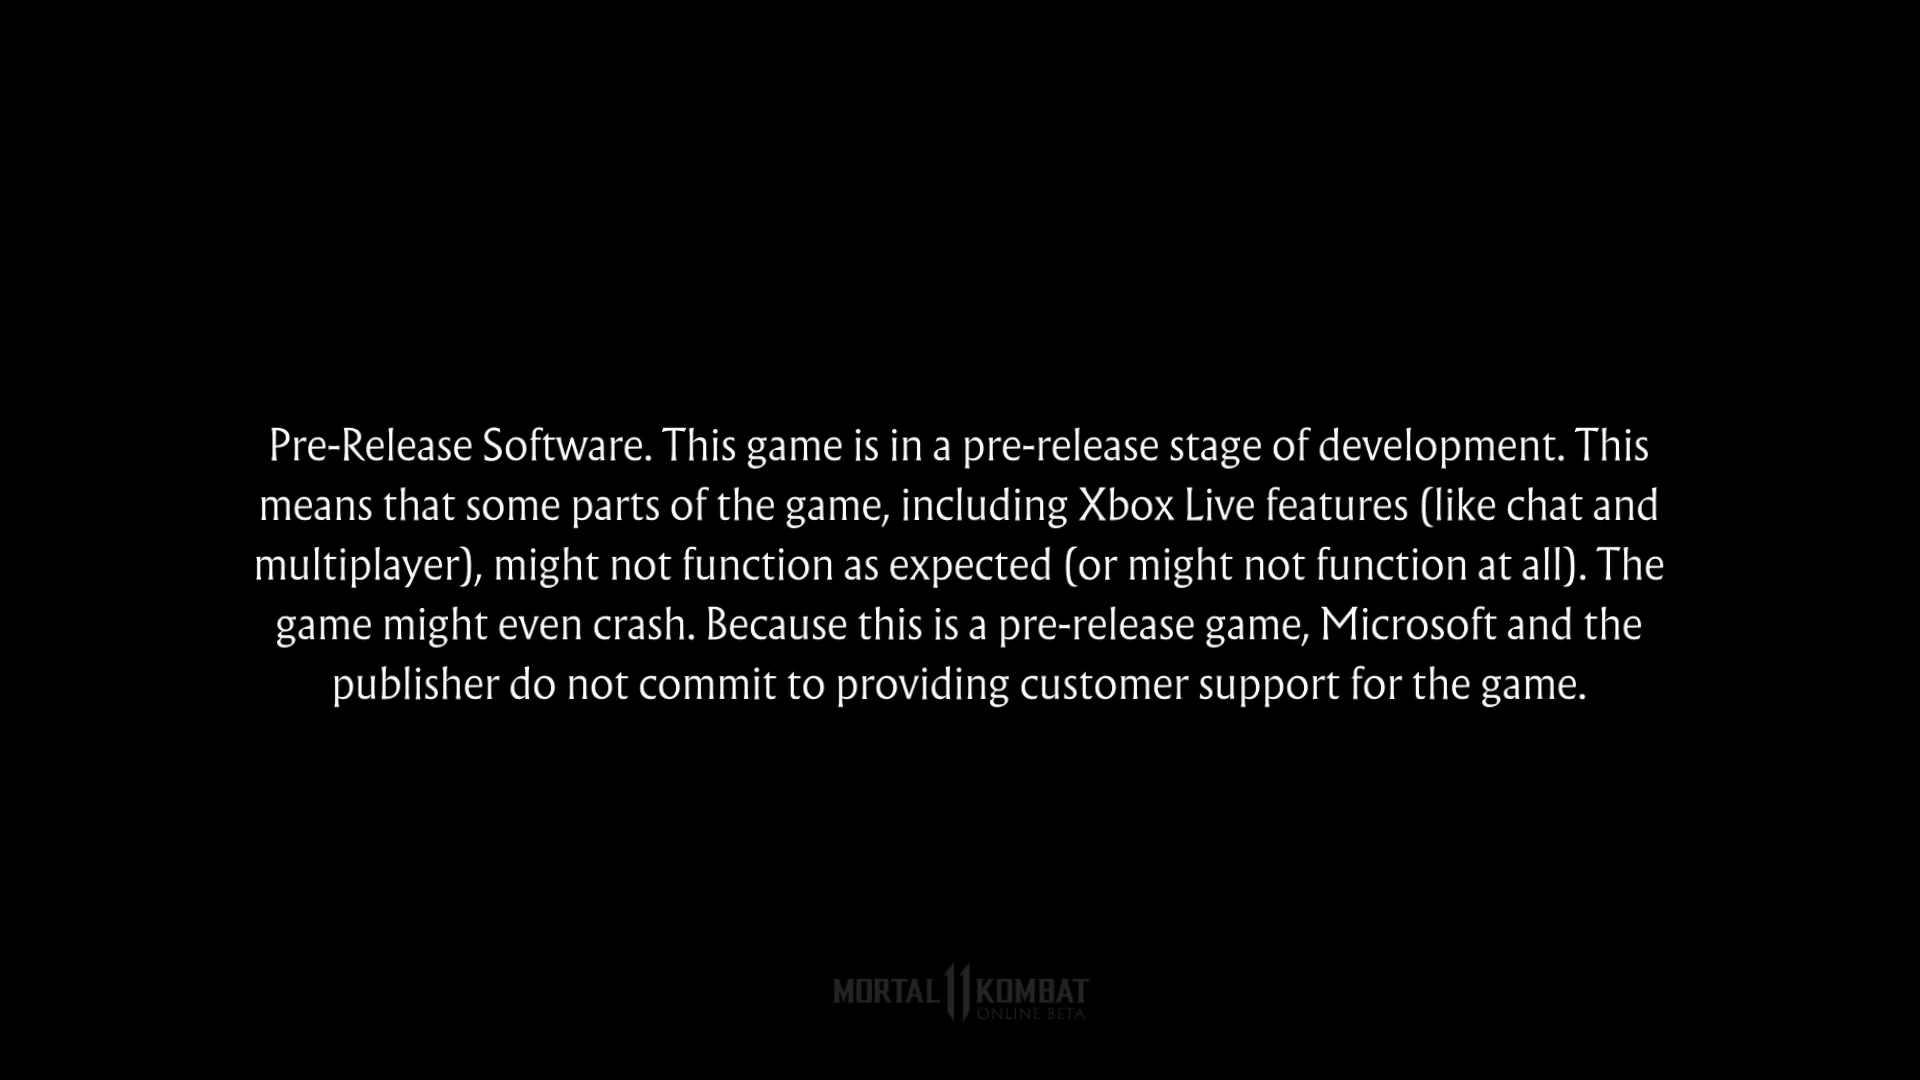 Pre-Release Software. This game is in a pre-release stage of development. This
means that some parts of the game, including Xbox Live features (like chat and
multiplayer), might not function as expected (or might not function at all). The
game might even crash. Because this is a pre-release game, Microsoft and the
publisher do not commit to providing customer support for the game.
MORTAL 11 KOMBAT
ONLINE BETA